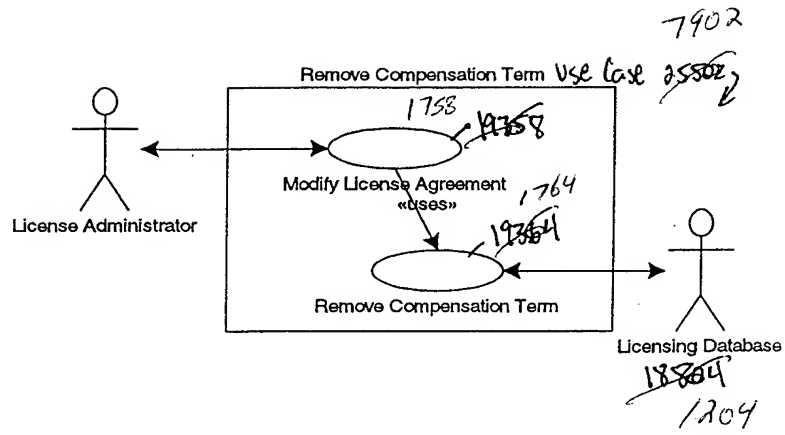 7902
Remove Compensation Term Use Case 25502
1758
19358
Modify License Agreement
«uses»
License Administrator
1764
19364
Remove Compensation Term
Licensing Database
18804
1204